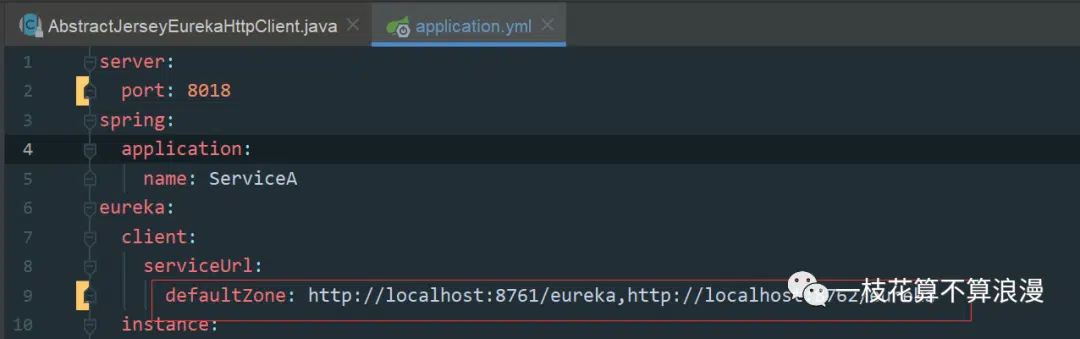 AbstractJerseyEurekaHttpClient.java
application.yml
1 server:
2 port: 8018
3 spring:
4 application:
5 name: ServiceA
6 eureka:
7 client:
8 serviceUrl:
9 defaultZone: http://localhost:8761/eureka,http://localhost:8762/
一枝花算不算浪漫
10 instance: